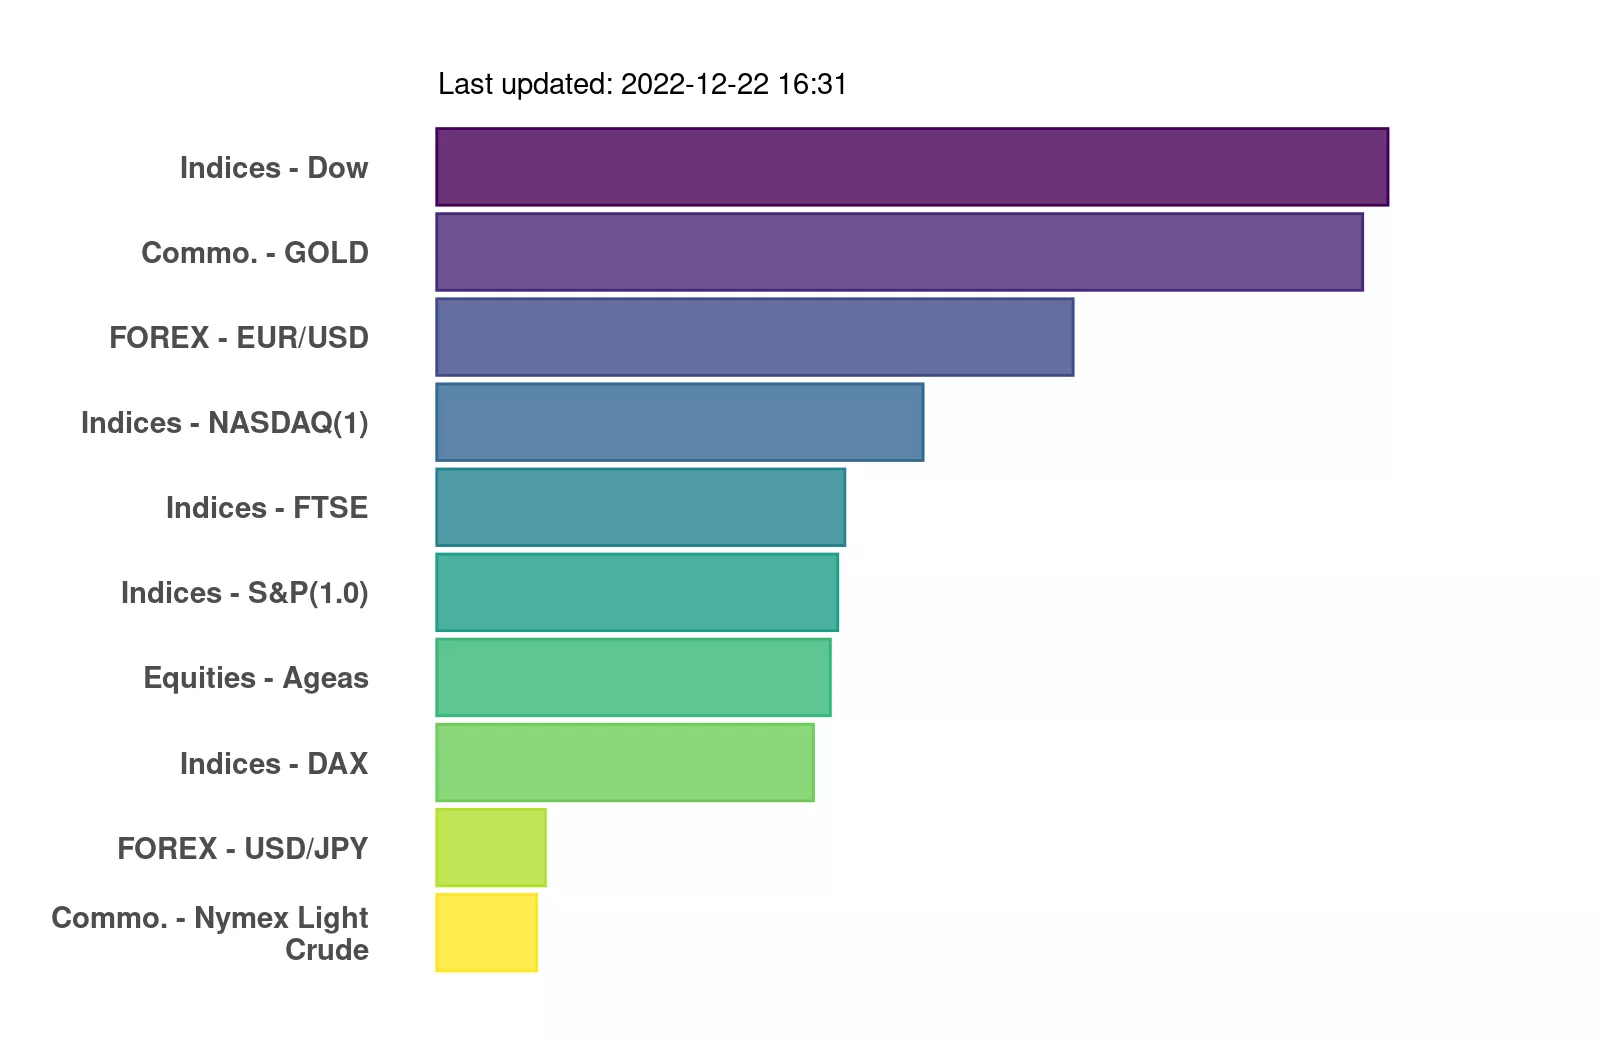 Last updated: 2022-12-22 16:31
Indices - Dow
Commo. - GOLD
FOREX - EUR/USD
Indices - NASDAQ(1)
Indices - FTSE
Indices - S&P(1.0)
Equities - Ageas
Indices - DAX
FOREX - USD/JPY
Commo. - Nymex Light
Crude